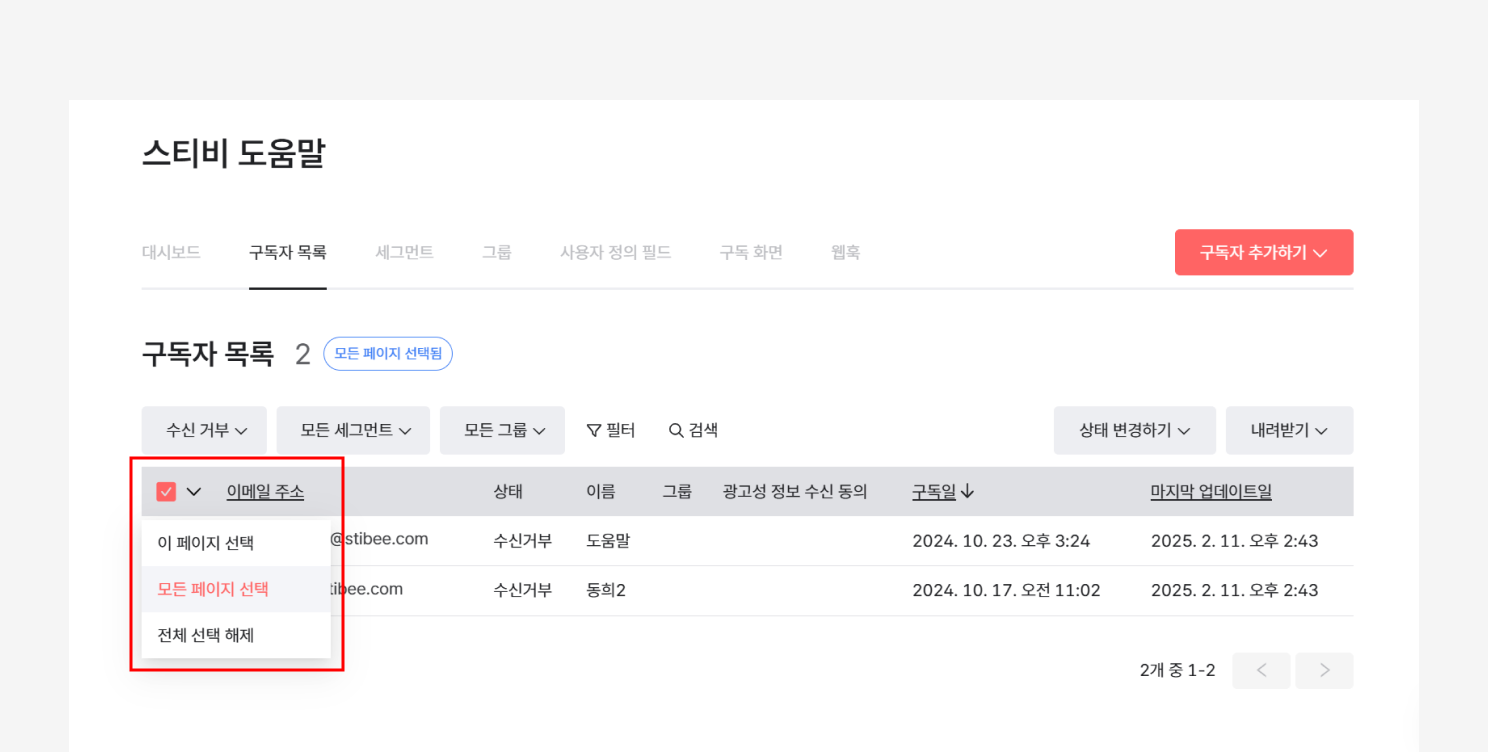 스티비 도움말
대시보드 구독자 목록 세그먼트 그룹 사용자 정의 필드 구독 화면 웹훅 구독자 추가하기
구독자 목록 2 모든 페이지 선택됨
수신 거부 모든 세그먼트 모든 그룹 필터 검색 상태 변경하기 내려받기
이메일 주소 상태 이름 그룹 광고성 정보 수신 동의 구독일 마지막 업데이트일
이 페이지 선택 @stibee.com 수신거부 도움말 2024. 10. 23. 오후 3:24 2025. 2. 11. 오후 2:43
모든 페이지 선택 tibee.com 수신거부 동희2 2024. 10. 17. 오전 11:02 2025. 2. 11. 오후 2:43
전체 선택 해제
2개 중 1-2